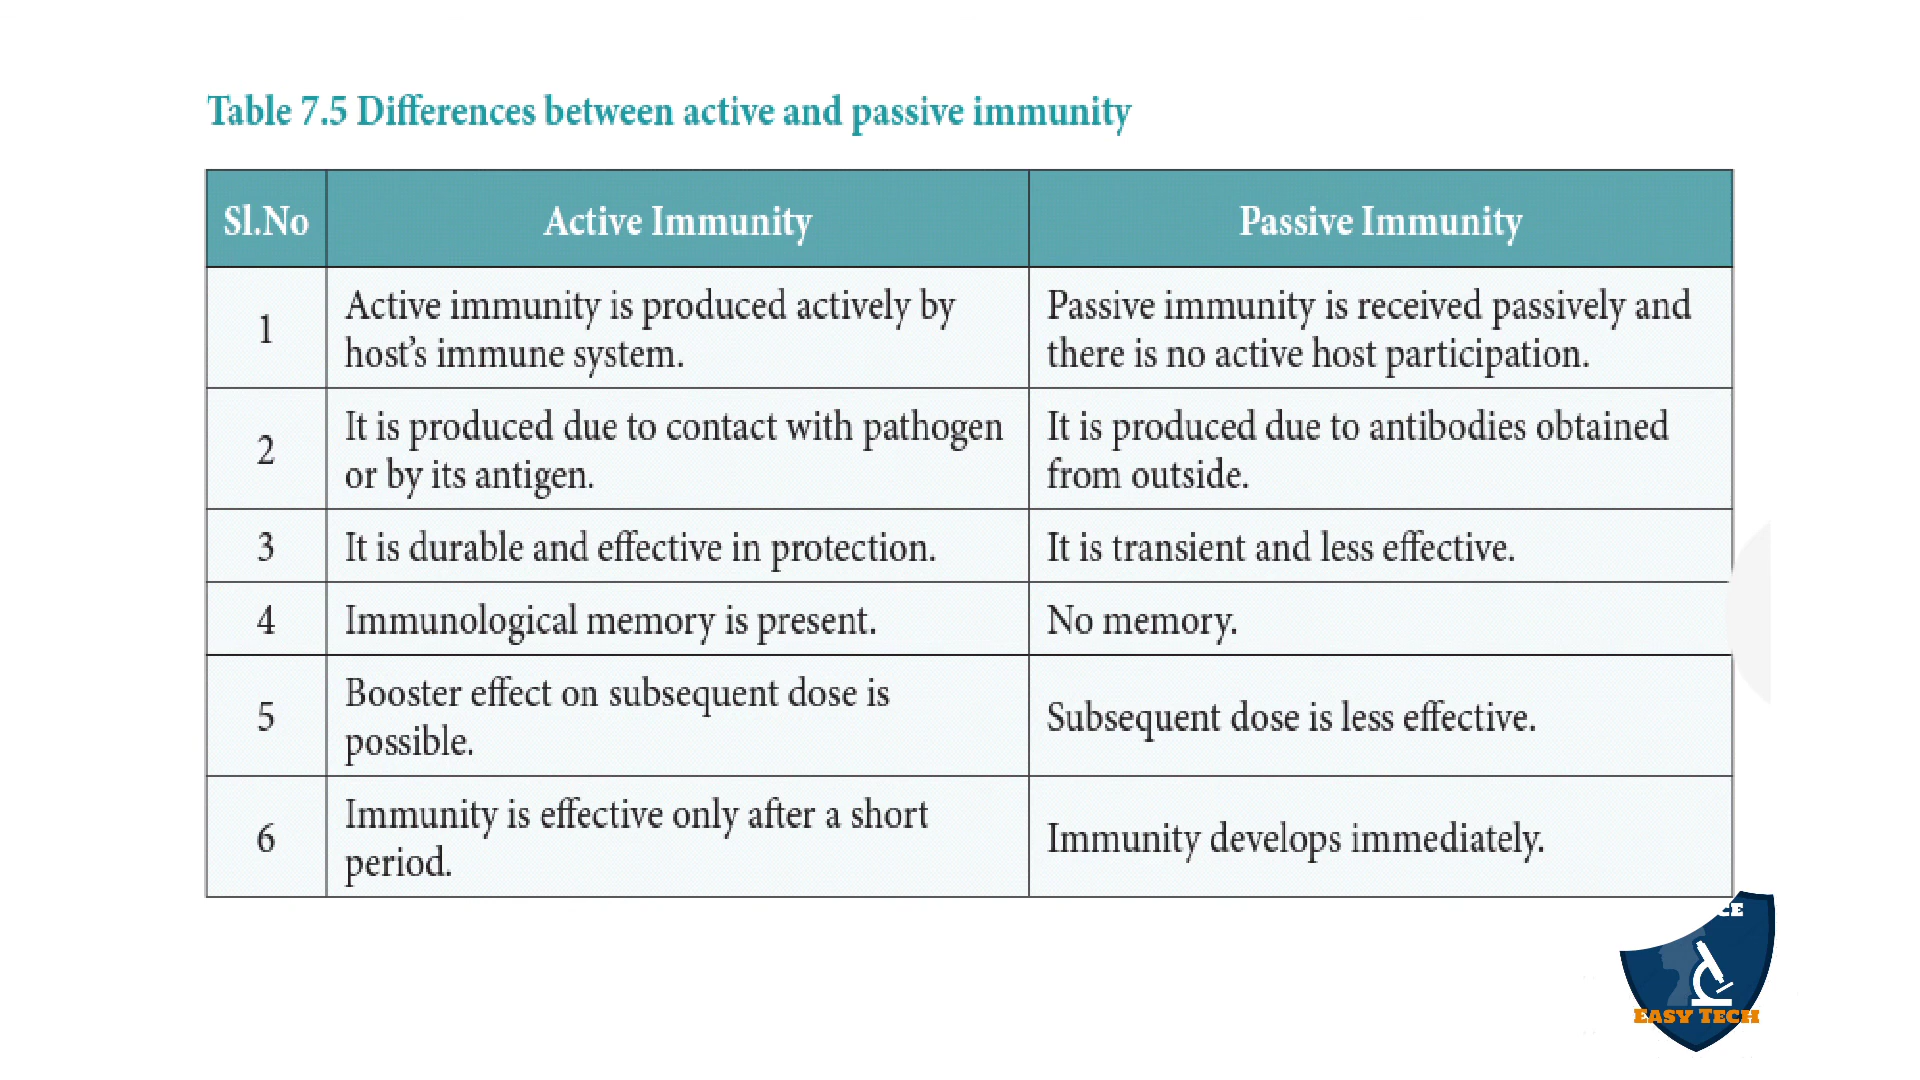 Table 7.5 Differences between active and passive immunity
Sl.No Active Immunity Passive Immunity
1
Active immunity is produced actively by
host's immune system.
Passive immunity is received passively and
there is no active host participation.
2
It is produced due to contact with pathogen
or by its antigen.
It is produced due to antibodies obtained
from outside.
3 It is durable and effective in protection. It is transient and less effective.
4 Immunological memory is present. No memory.
5
Booster effect on subsequent dose is
possible.
Subsequent dose is less effective.
6
Immunity is effective only after a short
period.
Immunity develops immediately.
EASY TECH